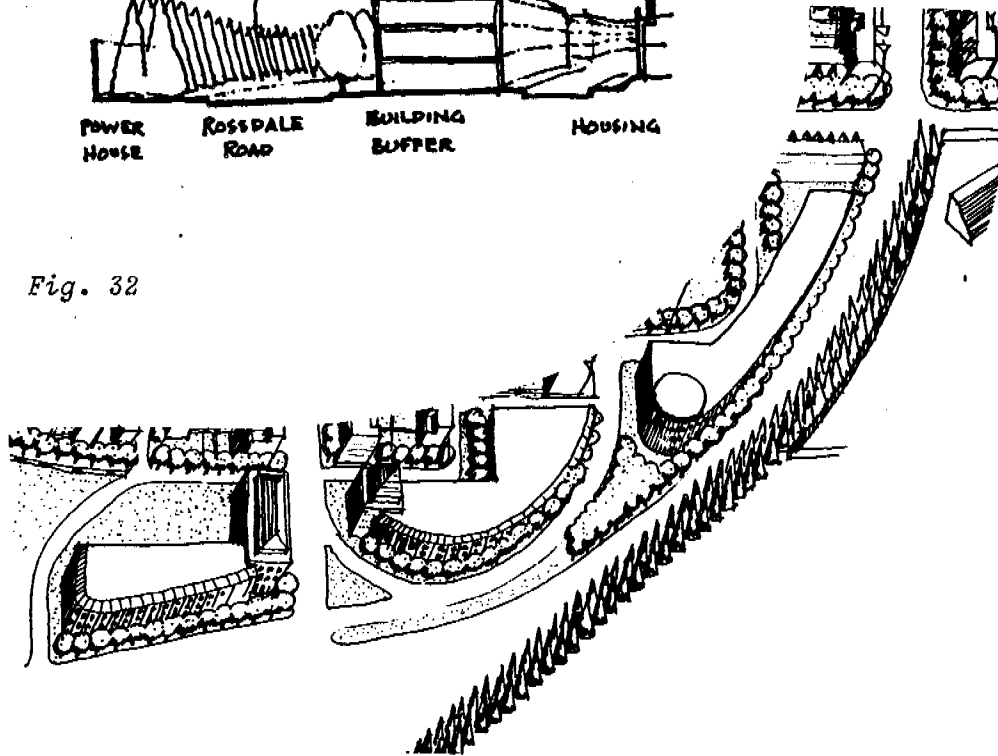 POWER
HOUSE
ROSSDALE
ROAD
BUILDING
BUFFER
HOUSING
Fig. 32